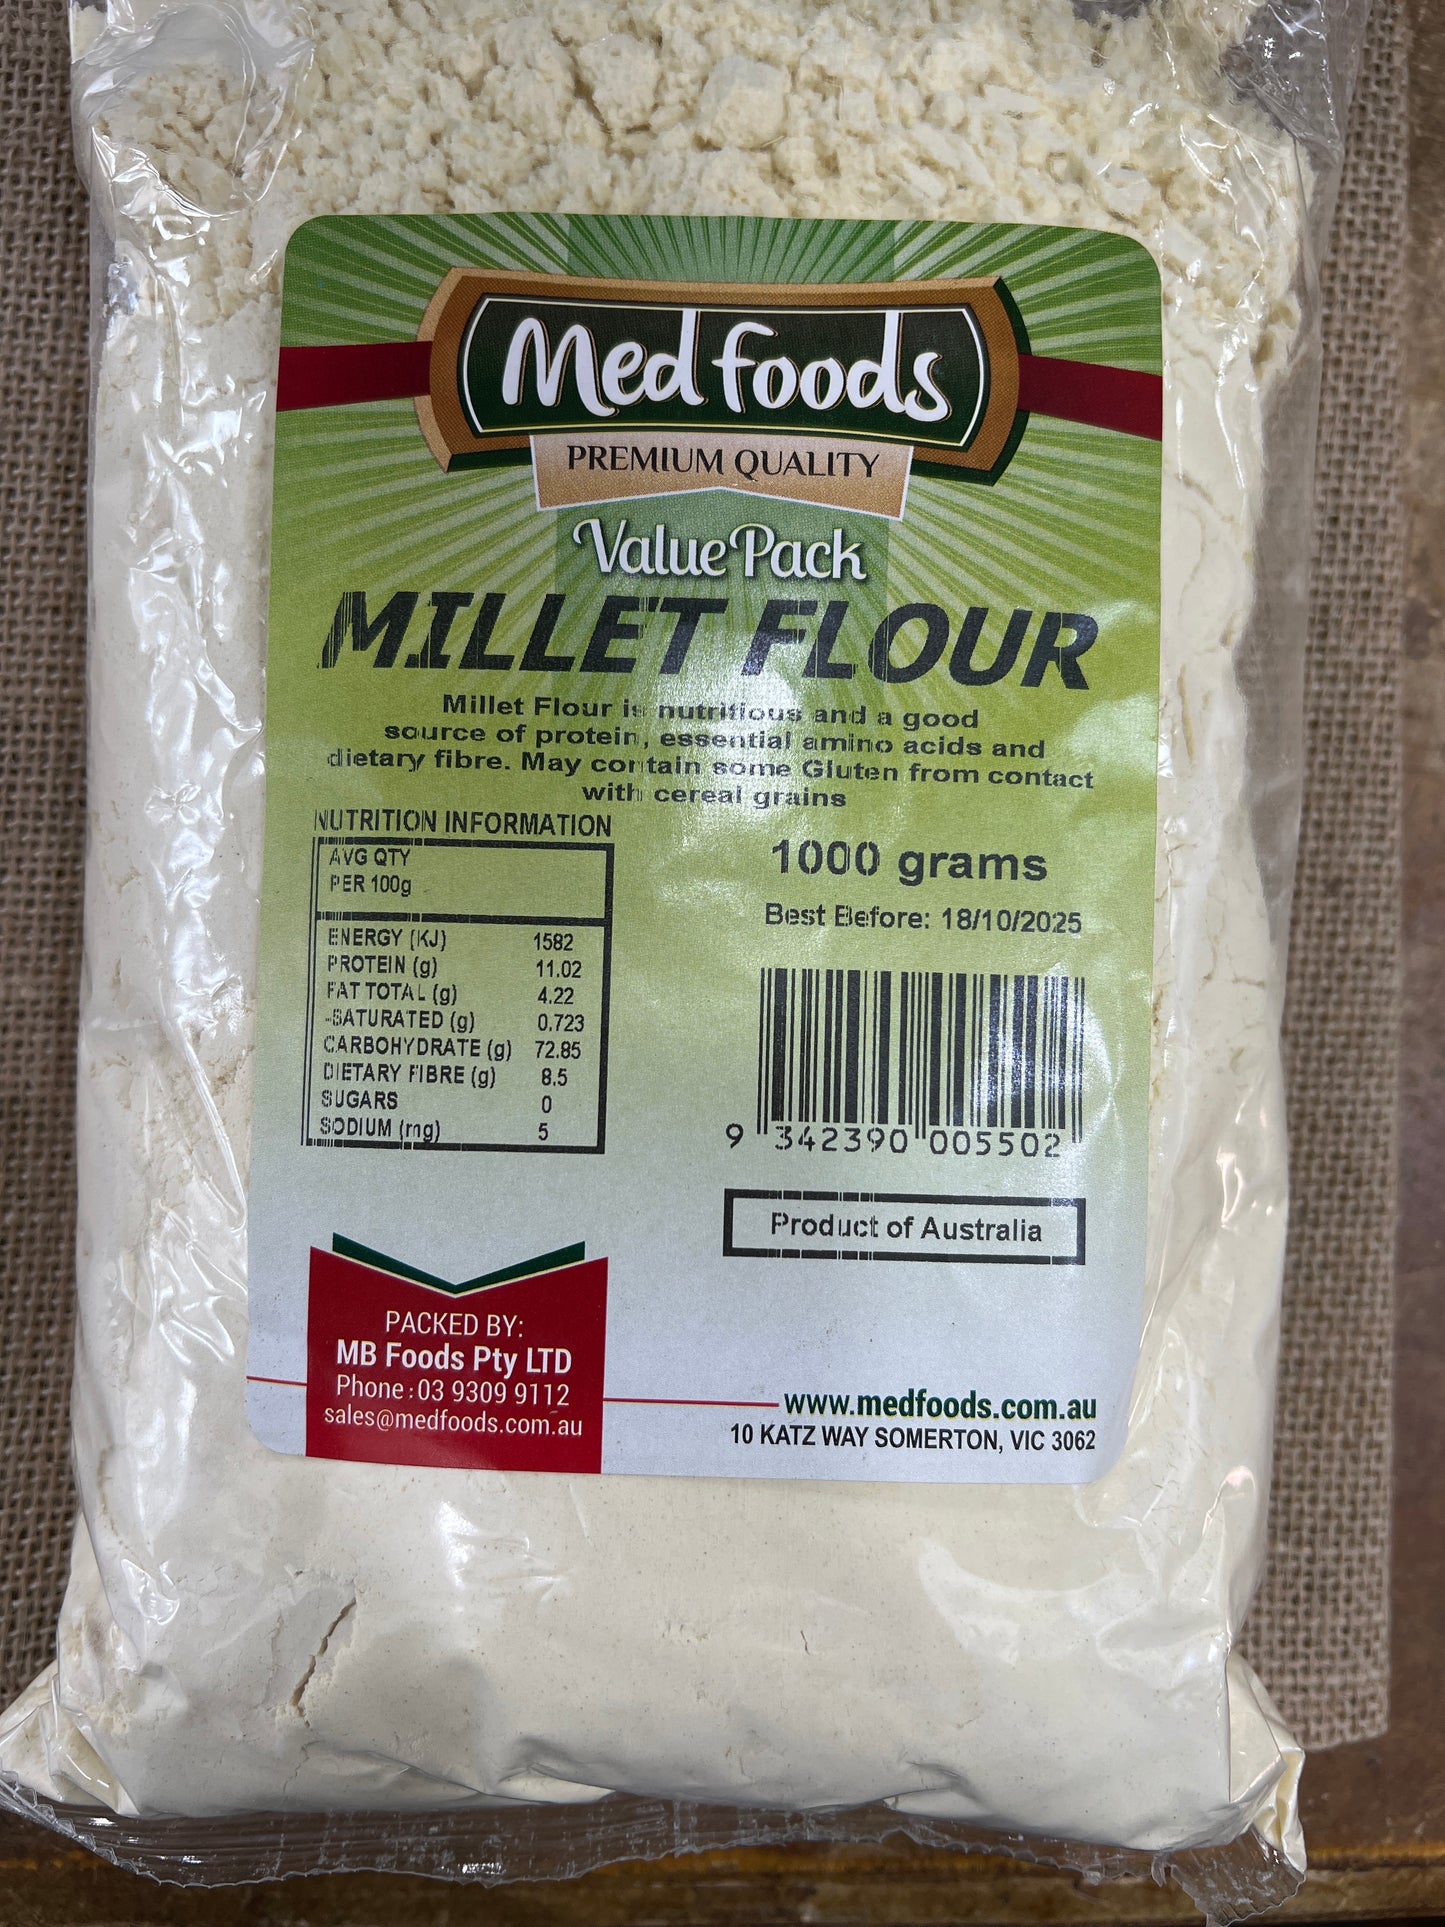 Med foods
PREMIUM QUALITY
Value Pack
MILLET FLOUR
Millet Flour is nutritious and a good
source of protein, essential amino acids and
dietary fibre. May contain some Gluten from contact
with cereal grains
NUTRITION INFORMATION
AVG QTY
PER 100g
ENERGY (KJ) 1582
PROTEIN (g) 11.02
FAT TOTAL (g) 4.22
-SATURATED (g) 0.723
CARBOHYDRATE (g) 72.85
DIETARY FIBRE (g) 8.5
SUGARS 0
SODIUM (mg) 5
1000 grams
Best Before: 18/10/2025
9 342390 005502
Product of Australia
PACKED BY:
MB Foods Pty LTD
Phone : 03 9309 9112
sales@medfoods.com.au
www.medfoods.com.au
10 KATZ WAY SOMERTON, VIC 3062